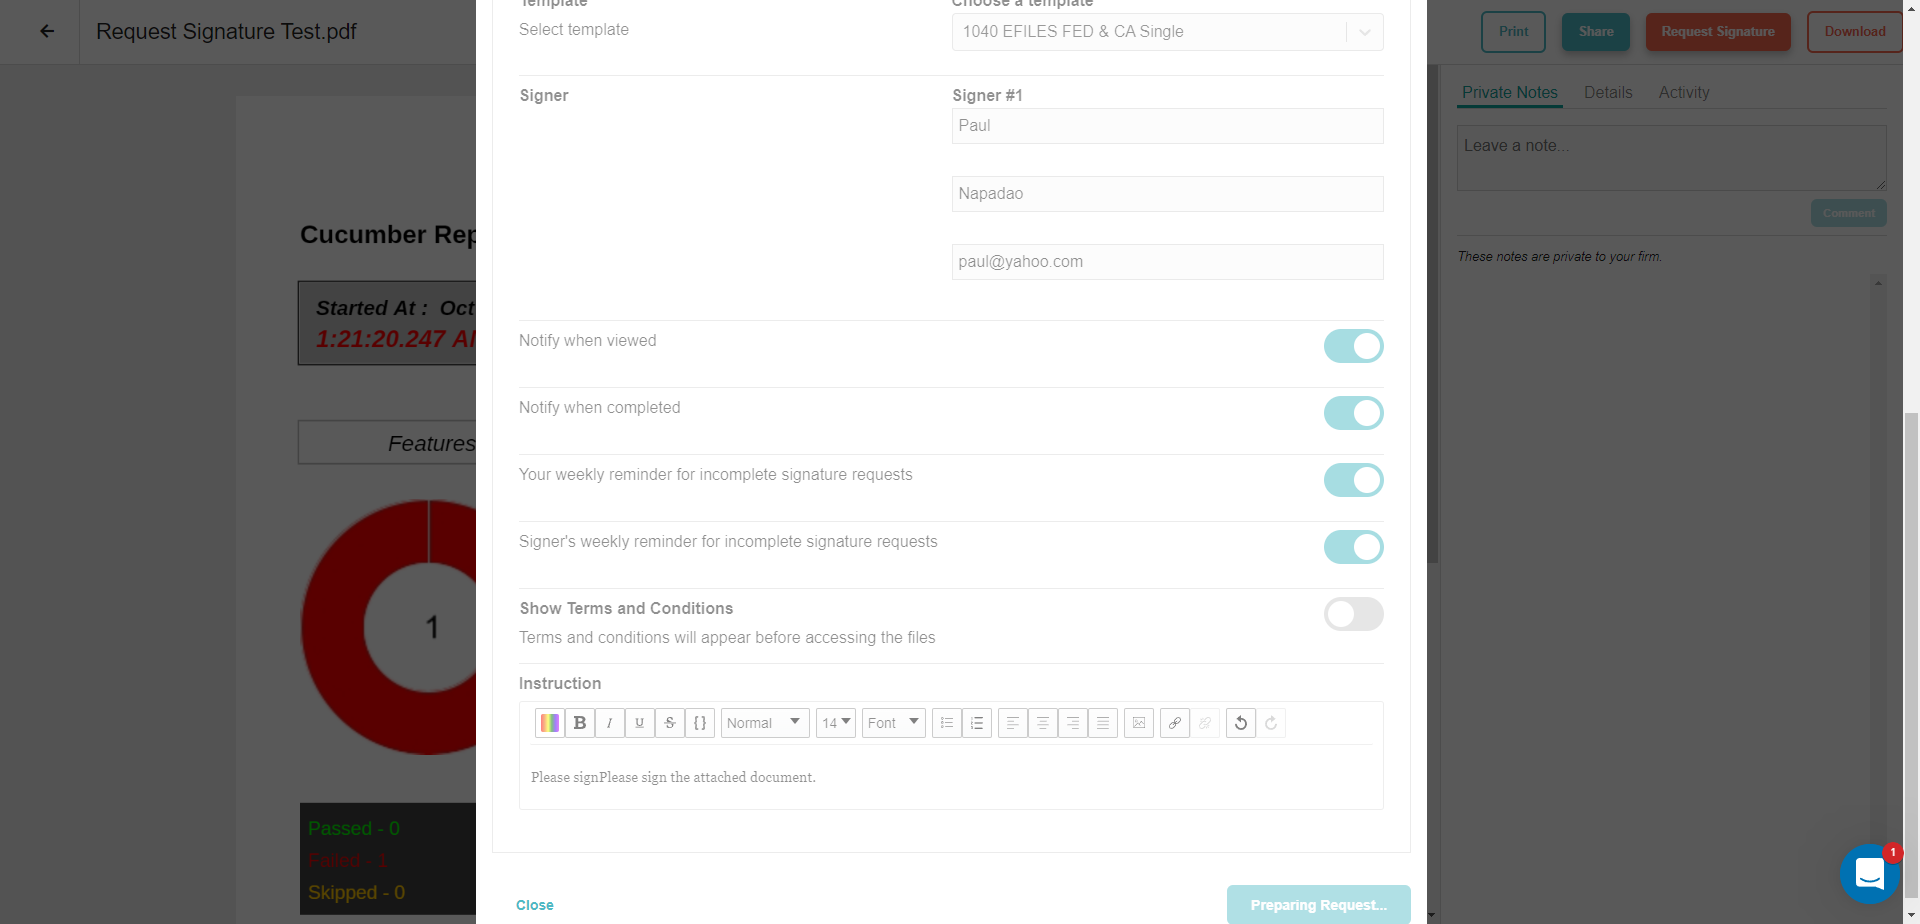 Request Signature Test.pdf
Print
Share
Request Signature
Download
Template
Select template
Choose a template
1040 EFILES FED & CA Single
Signer
Signer #1
Paul
Napadao
paul@yahoo.com
Notify when viewed
Notify when completed
Your weekly reminder for incomplete signature requests
Signer's weekly reminder for incomplete signature requests
Show Terms and Conditions
Terms and conditions will appear before accessing the files
Instruction
B I U S {} Normal 14 Font
Please signPlease sign the attached document.
Close
Preparing Request...
Cucumber Rep
Started At : Oct
1:21:20.247 A
Features
1
Passed - 0
Failed - 1
Skipped - 0
Private Notes Details Activity
Leave a note...
Comment
These notes are private to your firm.
1